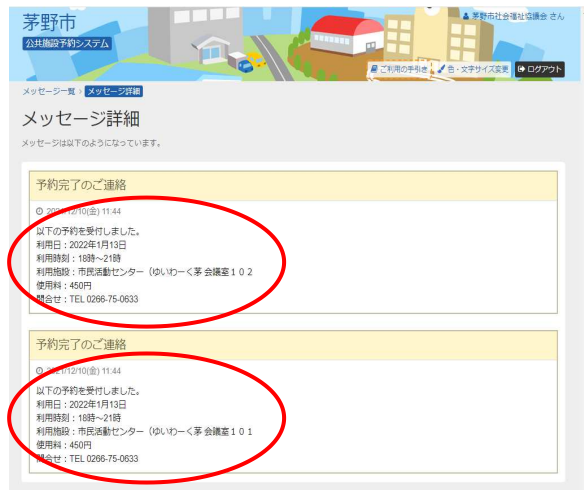 茅野市
公共施設予約システム
茅野市社会福祉協議会 さん
ご利用の手引き
色・文字サイズ変更
ログアウト
メッセージ一覧 › メッセージ詳細
メッセージ詳細
メッセージは以下のようになっています。
予約完了のご連絡
2021/12/10(金) 11:44
以下の予約を受付しました。
利用日：2022年1月13日
利用時刻：18時～21時
利用施設：市民活動センター（ゆいわーく茅 会議室１０２
使用料：450円
問合せ：TEL 0266-75-0633
予約完了のご連絡
2021/12/10(金) 11:44
以下の予約を受付しました。
利用日：2022年1月13日
利用時刻：18時～21時
利用施設：市民活動センター（ゆいわーく茅 会議室１０１
使用料：450円
問合せ：TEL 0266-75-0633